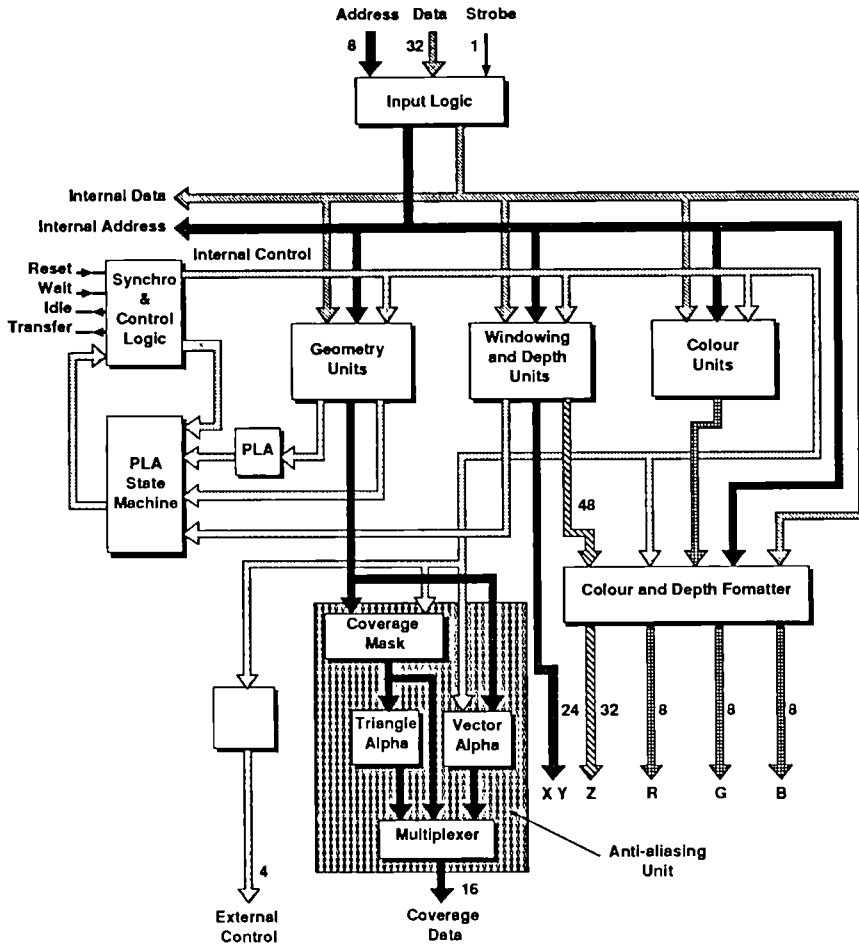 Address Data Strobe
8 32 1
Input Logic
Internal Data
Internal Address
Internal Control
Reset
Wait
Idle
Transfer
Synchro
&
Control
Logic
Geometry
Units
Windowing
and Depth
Units
Colour
Units
PLA
State
Machine
PLA
48
Colour and Depth Fomatter
Coverage
Mask
Triangle
Alpha
Vector
Alpha
Multiplexer
24 32 8 8 8
X Y Z R G B
Anti-aliasing
Unit
4
16
External
Control
Coverage
Data